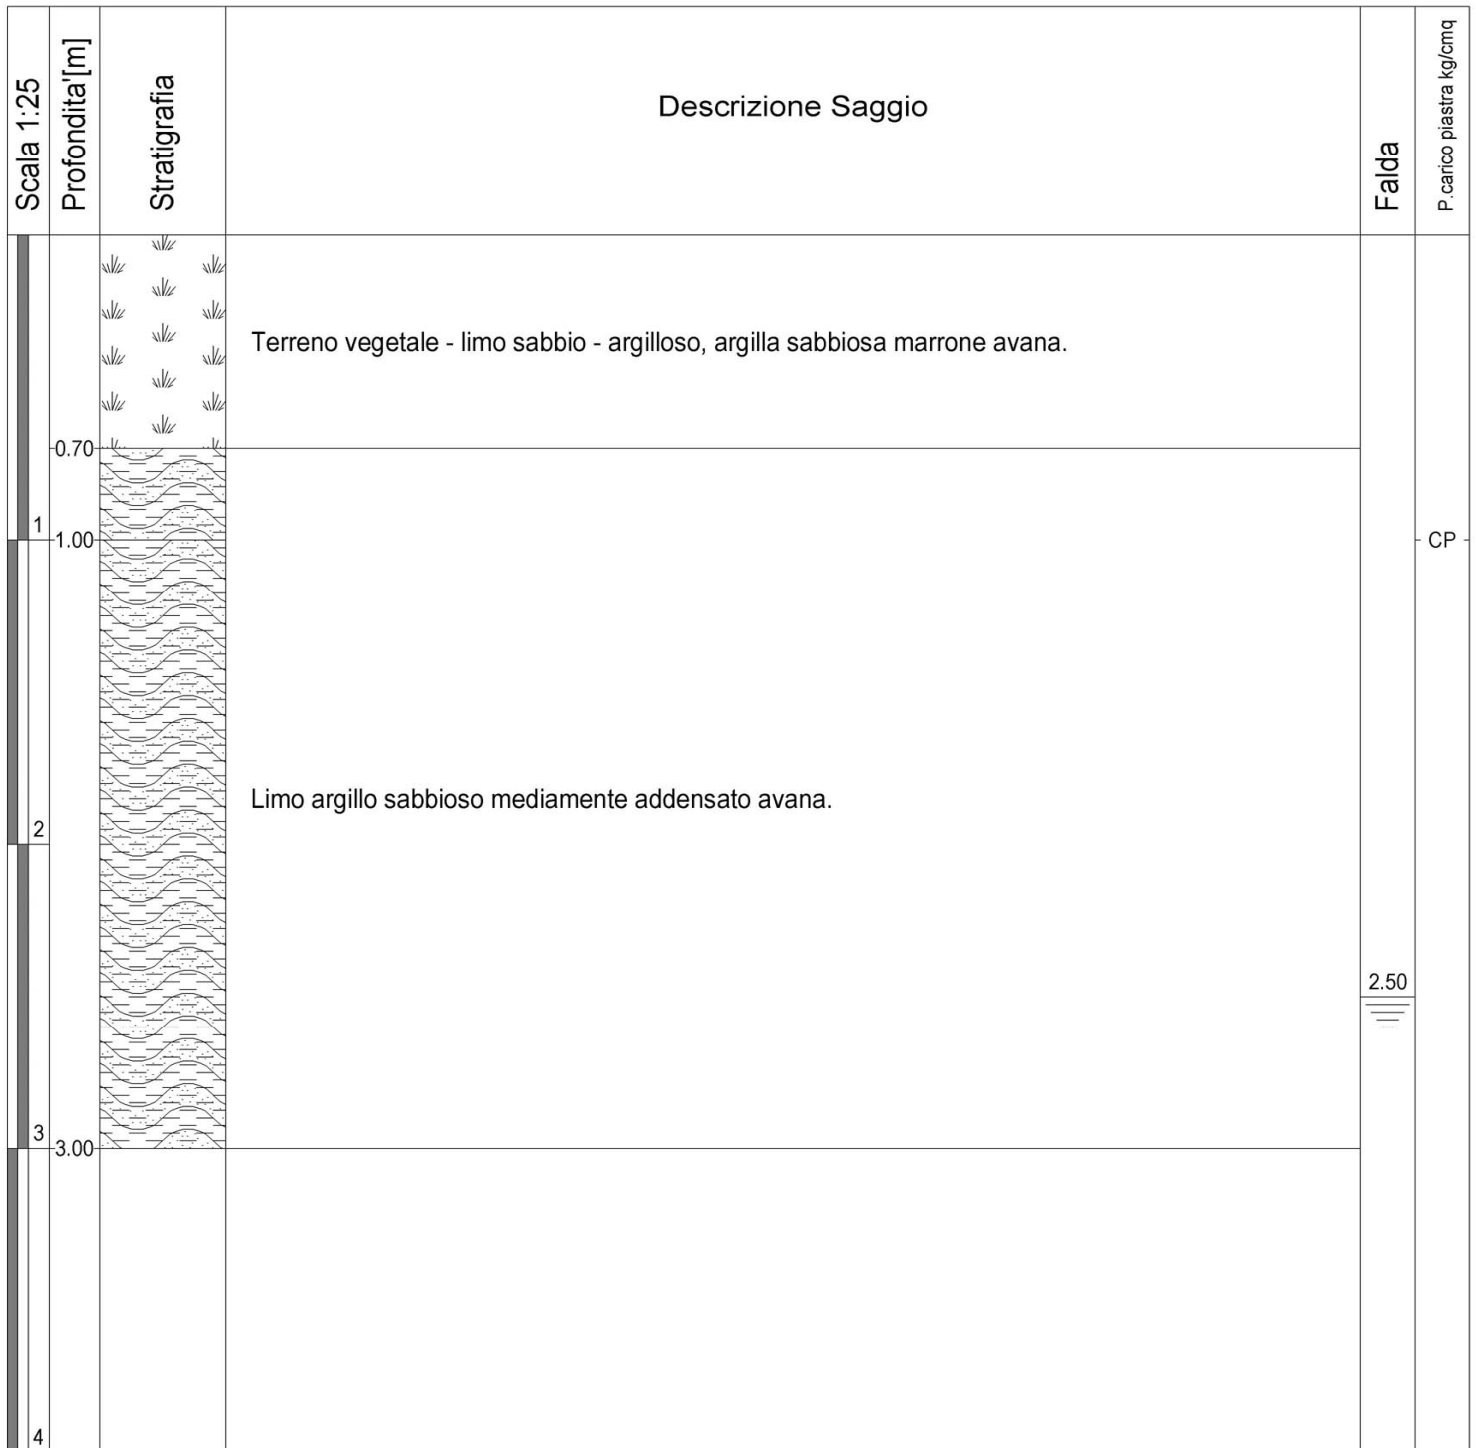 Scala 1:25
Profondita'[m]
Stratigrafia
Descrizione Saggio
Falda
P.carico piastra kg/cmq
Terreno vegetale - limo sabbio - argilloso, argilla sabbiosa marrone avana.
0.70
1
1.00
CP
Limo argillo sabbioso mediamente addensato avana.
2
2.50
3
3.00
4